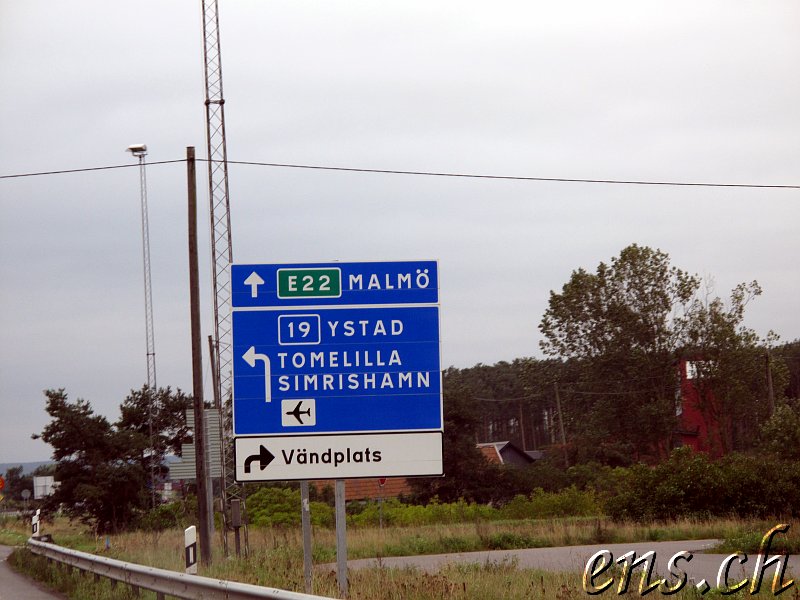 E22 MALMÖ
19 YSTAD
TOMELILLA
SIMRISHAMN
Vändplats
ens.ch